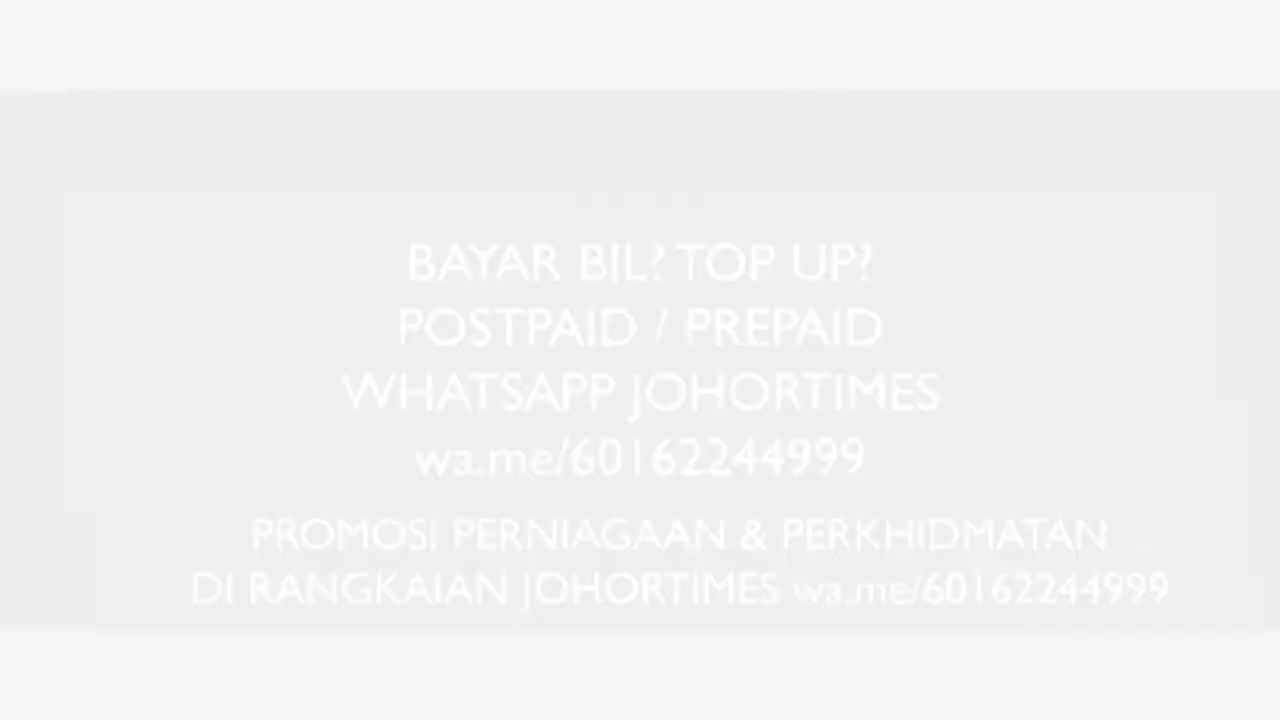 BAYAR BIL? TOP UP?
POSTPAID / PREPAID
WHATSAPP JOHORTIMES
wa.me/60162244999
PROMOSI PERNIAGAAN & PERKHIDMATAN
DI RANGKAIAN JOHORTIMES wa.me/60162244999